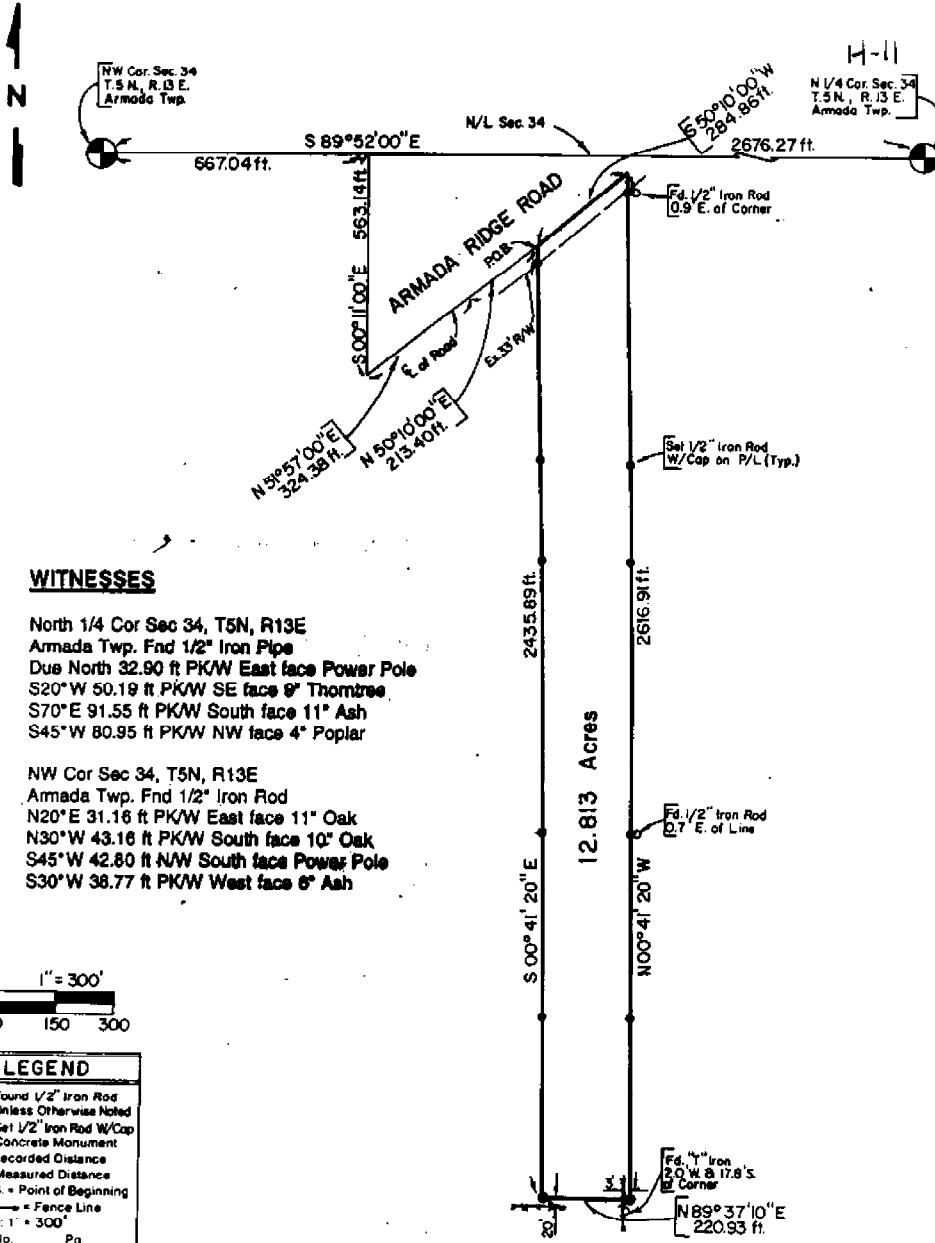 N
H-11
NW Cor. Sec. 34
T.5 N., R.13 E.
Armada Twp.
N 1/4 Cor. Sec. 34
T.5 N., R.13 E.
Armada Twp.
N/L Sec. 34
S 89°52'00"E
667.04 ft.
2676.27 ft.
S 50°10'00"W
284.86 ft.
S 00°11'00"E
563.14 ft.
ARMADA RIDGE ROAD
P.O.B.
Fd. 1/2" Iron Rod
0.9' E. of Corner
℄ of Road
Ex. 33' R/W
N 51°57'00"E
324.38 ft.
N 50°10'00"E
213.40 ft.
Set 1/2" Iron Rod
W/Cap on P/L (Typ.)
2435.89 ft.
2616.91 ft.
12.813 Acres
S 00°41'20" E
N00°41'20"W
Fd. 1/2" Iron Rod
0.7' E. of Line
WITNESSES
North 1/4 Cor Sec 34, T5N, R13E
Armada Twp. Fnd 1/2" Iron Pipe
Due North 32.90 ft PK/W East face Power Pole
S20°W 50.19 ft PK/W SE face 9" Thorntree
S70°E 91.55 ft PK/W South face 11" Ash
S45°W 80.95 ft PK/W NW face 4" Poplar
NW Cor Sec 34, T5N, R13E
Armada Twp. Fnd 1/2" Iron Rod
N20°E 31.16 ft PK/W East face 11" Oak
N30°W 43.16 ft PK/W South face 10" Oak
S45°W 42.80 ft N/W South face Power Pole
S30°W 36.77 ft PK/W West face 6" Ash
1" = 300'
150 300
LEGEND
ound 1/2" Iron Rod
nless Otherwise Noted
Set 1/2" Iron Rod W/Cap
Concrete Monument
ecorded Distance
Measured Distance
= Point of Beginning
= Fence Line
: 1" = 300'
Pg.
Fd. "T" Iron
2.0' W. & 17.8' S.
of Corner
N 89°37'10"E
220.93 ft.
20'